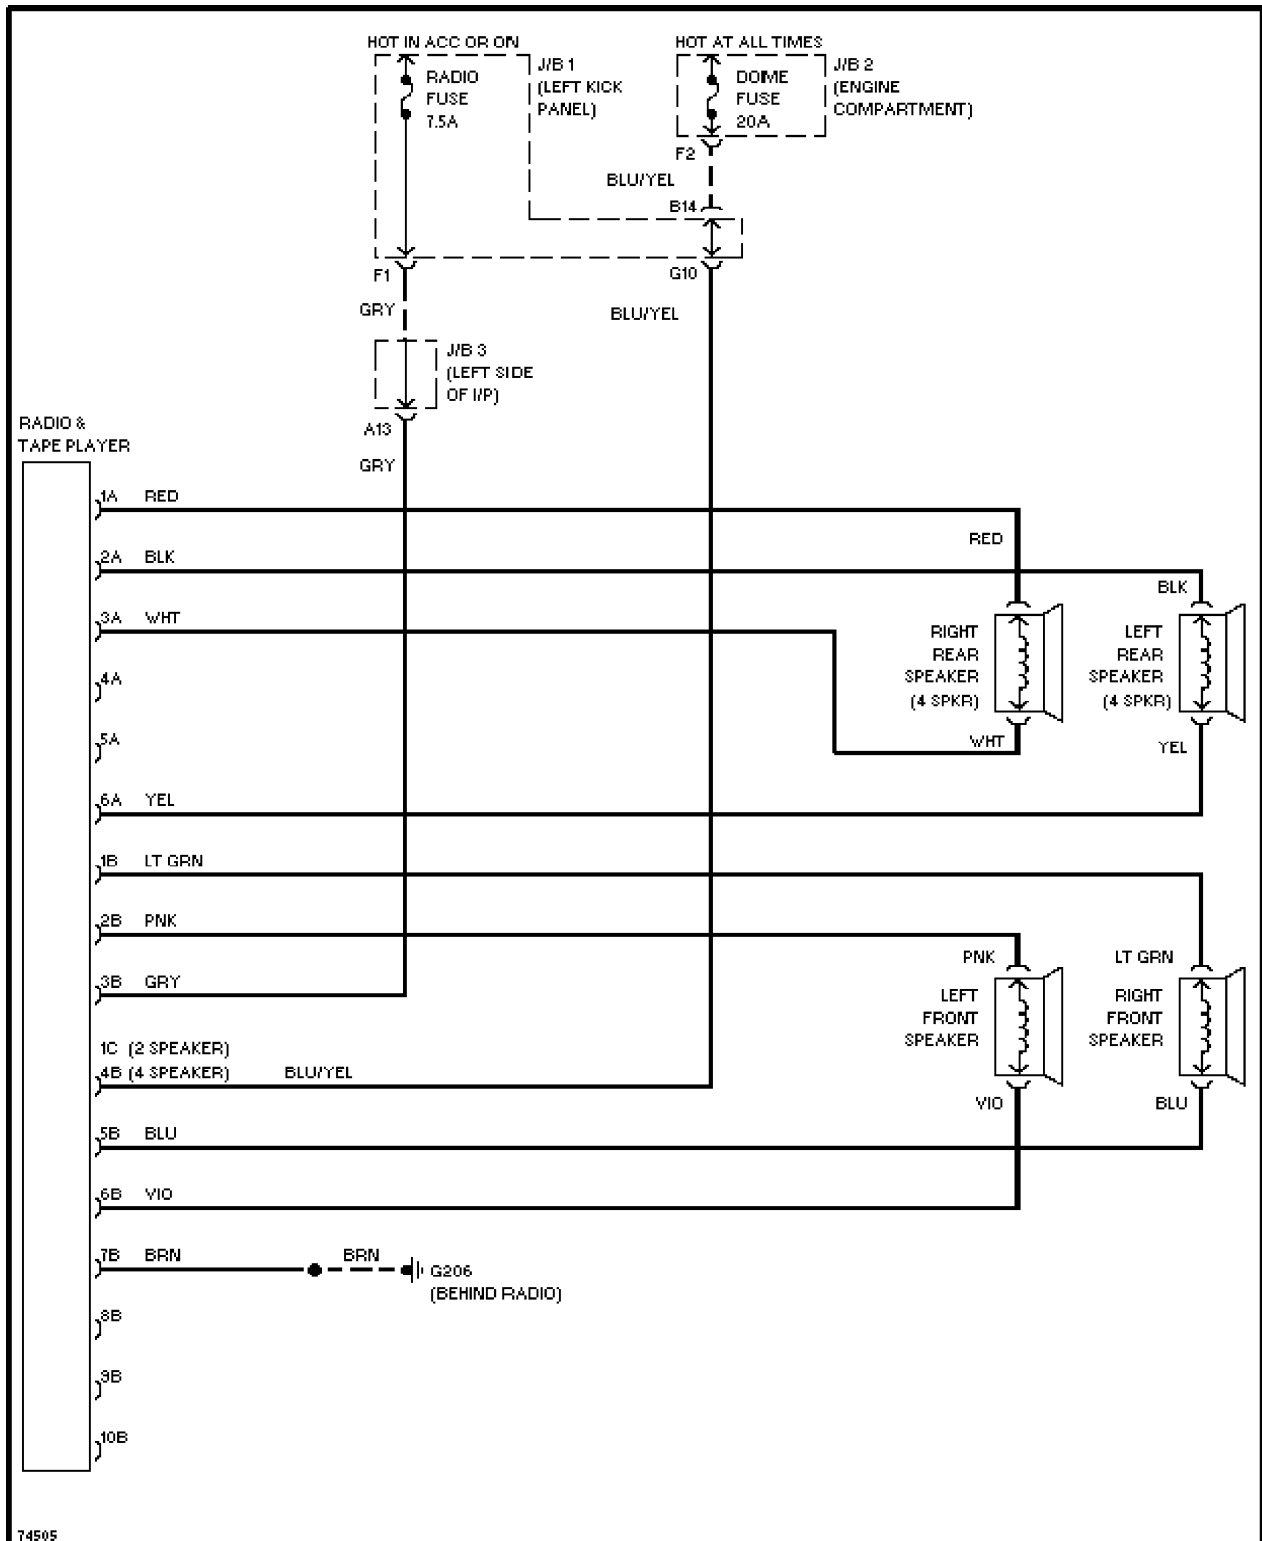 HOT IN ACC OR ON
HOT AT ALL TIMES
RADIO
FUSE
7.5A
J/B 1
(LEFT KICK
PANEL)
DOME
FUSE
20A
J/B 2
(ENGINE
COMPARTMENT)
F2
BLU/YEL
B14
F1
G10
GRY
BLU/YEL
J/B 3
(LEFT SIDE
OF I/P)
A13
GRY
RADIO &
TAPE PLAYER
1A RED
RED
2A BLK
BLK
3A WHT
RIGHT
REAR
SPEAKER
(4 SPKR)
LEFT
REAR
SPEAKER
(4 SPKR)
4A
5A
WHT
YEL
6A YEL
1B LT GRN
2B PNK
PNK
LT GRN
3B GRY
LEFT
FRONT
SPEAKER
RIGHT
FRONT
SPEAKER
1C (2 SPEAKER)
4B (4 SPEAKER) BLU/YEL
VIO
BLU
5B BLU
6B VIO
7B BRN
BRN
G206
(BEHIND RADIO)
8B
9B
10B
74505